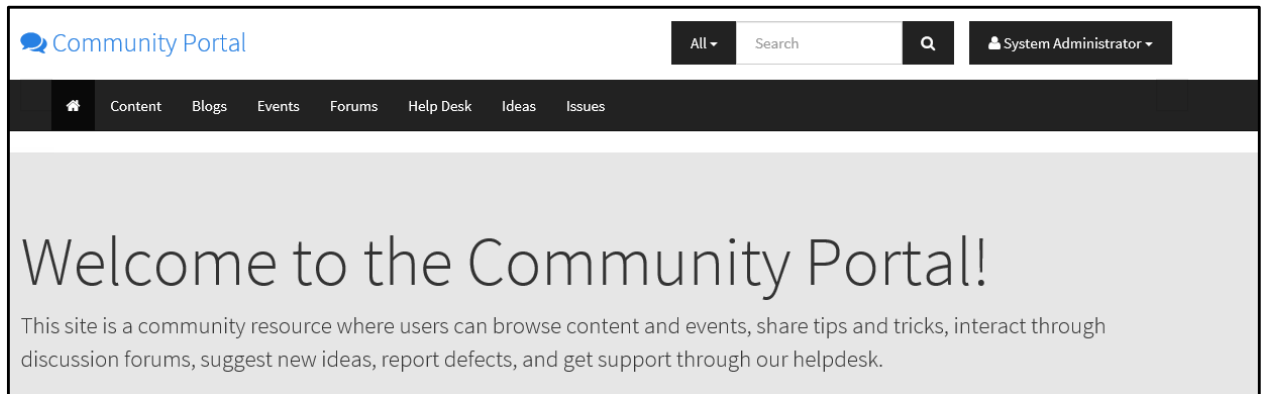 Community Portal
All
Search
System Administrator
Content Blogs Events Forums Help Desk Ideas Issues
Welcome to the Community Portal!
This site is a community resource where users can browse content and events, share tips and tricks, interact through
discussion forums, suggest new ideas, report defects, and get support through our helpdesk.